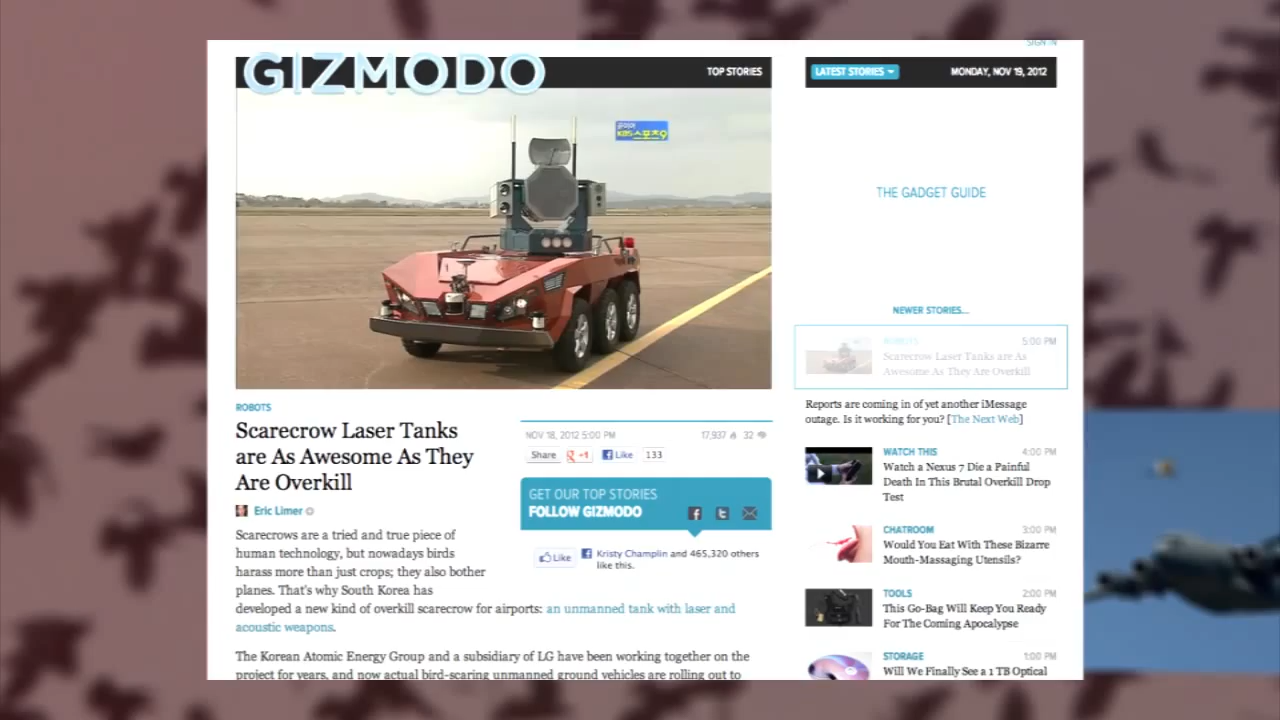 SIGN IN
GIZMODO
TOP STORIES
LATEST STORIES
MONDAY, NOV 19, 2012
KBS스포츠9
THE GADGET GUIDE
NEWER STORIES...
ROBOTS
5:00 PM
Scarecrow Laser Tanks are As
Awesome As They Are Overkill
Reports are coming in of yet another iMessage
outage. Is it working for you? [The Next Web]
WATCH THIS
4:00 PM
Watch a Nexus 7 Die a Painful
Death In This Brutal Overkill Drop
Test
CHATROOM
3:00 PM
Would You Eat With These Bizarre
Mouth-Massaging Utensils?
TOOLS
2:00 PM
This Go-Bag Will Keep You Ready
For The Coming Apocalypse
STORAGE
1:00 PM
Will We Finally See a 1 TB Optical
ROBOTS
Scarecrow Laser Tanks
are As Awesome As They
Are Overkill
Eric Limer
NOV 18, 2012 5:00 PM
17,937
32
Share
+1
Like
133
GET OUR TOP STORIES
FOLLOW GIZMODO
Like
Kristy Champlin and 465,320 others
like this.
Scarecrows are a tried and true piece of
human technology, but nowadays birds
harass more than just crops; they also bother
planes. That's why South Korea has
developed a new kind of overkill scarecrow for airports: an unmanned tank with laser and
acoustic weapons.
The Korean Atomic Energy Group and a subsidiary of LG have been working together on the
project for years, and now actual bird-scaring unmanned ground vehicles are rolling out to